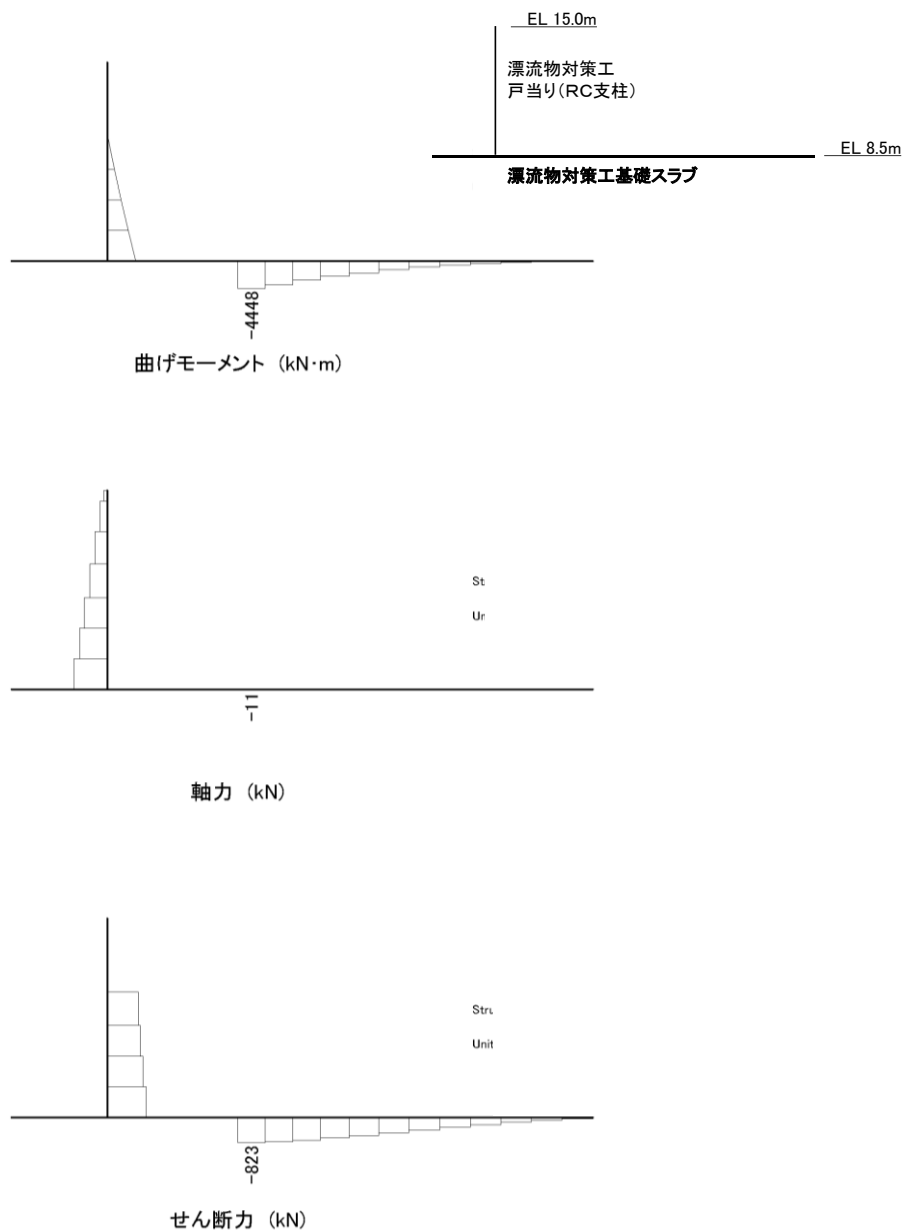 EL 15.0m
漂流物対策工
戸当り(RC支柱)
EL 8.5m
漂流物対策工基礎スラブ
-4448
曲げモーメント (kN･m)
-11
軸力 (kN)
-823
せん断力 (kN)